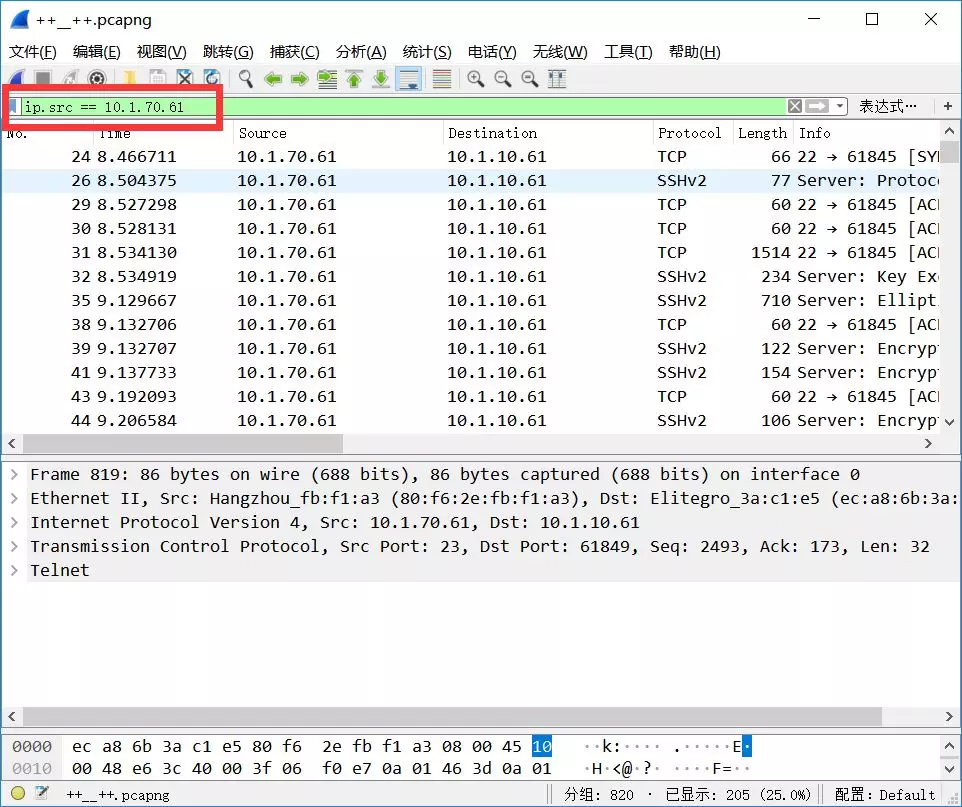 ++__++.pcapng
文件(F) 编辑(E) 视图(V) 跳转(G) 捕获(C) 分析(A) 统计(S) 电话(Y) 无线(W) 工具(T) 帮助(H)
ip.src == 10.1.70.61 表达式… +
No. Time Source Destination Protocol Length Info
24 8.466711 10.1.70.61 10.1.10.61 TCP 66 22 → 61845 [SY
26 8.504375 10.1.70.61 10.1.10.61 SSHv2 77 Server: Protoc
29 8.527298 10.1.70.61 10.1.10.61 TCP 60 22 → 61845 [AC
30 8.528131 10.1.70.61 10.1.10.61 TCP 60 22 → 61845 [AC
31 8.534130 10.1.70.61 10.1.10.61 TCP 1514 22 → 61845 [AC
32 8.534919 10.1.70.61 10.1.10.61 SSHv2 234 Server: Key Ex
35 9.129667 10.1.70.61 10.1.10.61 SSHv2 710 Server: Ellipt
38 9.132706 10.1.70.61 10.1.10.61 TCP 60 22 → 61845 [AC
39 9.132707 10.1.70.61 10.1.10.61 SSHv2 122 Server: Encryp
41 9.137733 10.1.70.61 10.1.10.61 SSHv2 154 Server: Encryp
43 9.192093 10.1.70.61 10.1.10.61 TCP 60 22 → 61845 [AC
44 9.206584 10.1.70.61 10.1.10.61 SSHv2 106 Server: Encryp
Frame 819: 86 bytes on wire (688 bits), 86 bytes captured (688 bits) on interface 0
Ethernet II, Src: Hangzhou_fb:f1:a3 (80:f6:2e:fb:f1:a3), Dst: Elitegro_3a:c1:e5 (ec:a8:6b:3a:
Internet Protocol Version 4, Src: 10.1.70.61, Dst: 10.1.10.61
Transmission Control Protocol, Src Port: 23, Dst Port: 61849, Seq: 2493, Ack: 173, Len: 32
Telnet
0000 ec a8 6b 3a c1 e5 80 f6 2e fb f1 a3 08 00 45 10 ··k:···· .·····E·
0010 00 48 e6 3c 40 00 3f 06 f0 e7 0a 01 46 3d 0a 01 ·H·<@·?· ····F=··
++__++.pcapng 分组: 820 · 已显示: 205 (25.0%) 配置: Default